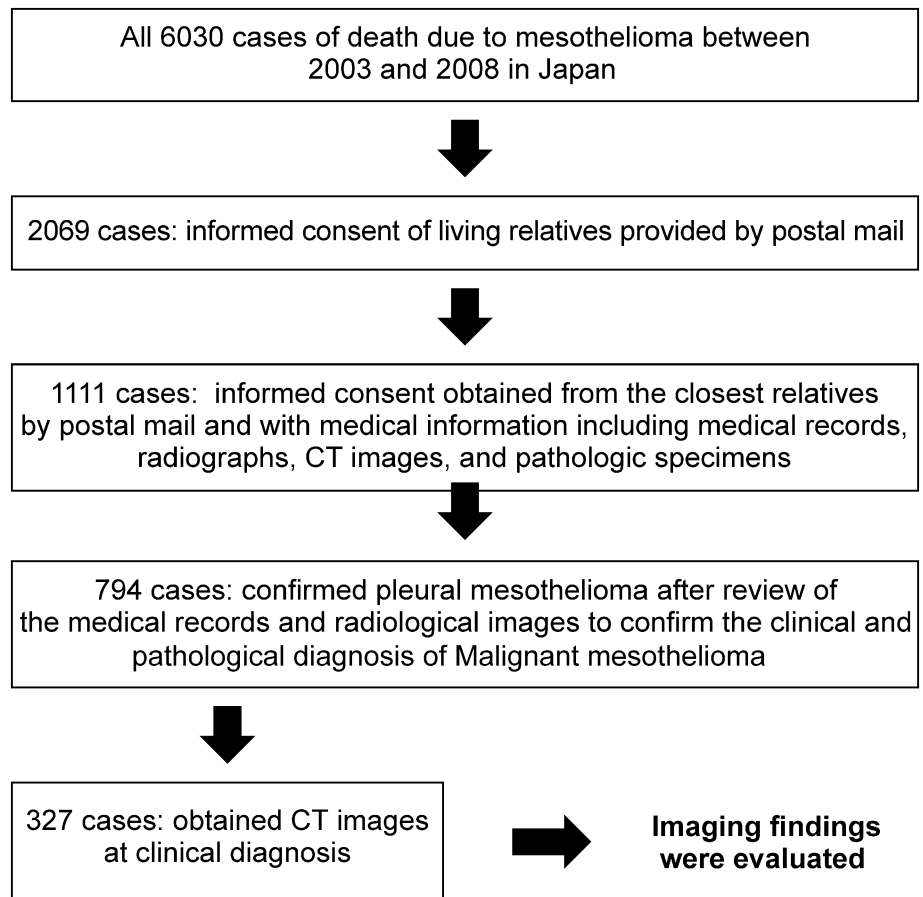 All 6030 cases of death due to mesothelioma between
2003 and 2008 in Japan
2069 cases: informed consent of living relatives provided by postal mail
1111 cases:  informed consent obtained from the closest relatives
by postal mail and with medical information including medical records,
radiographs, CT images, and pathologic specimens
794 cases: confirmed pleural mesothelioma after review of
the medical records and radiological images to confirm the clinical and
pathological diagnosis of Malignant mesothelioma
327 cases: obtained CT images
at clinical diagnosis
Imaging findings
were evaluated